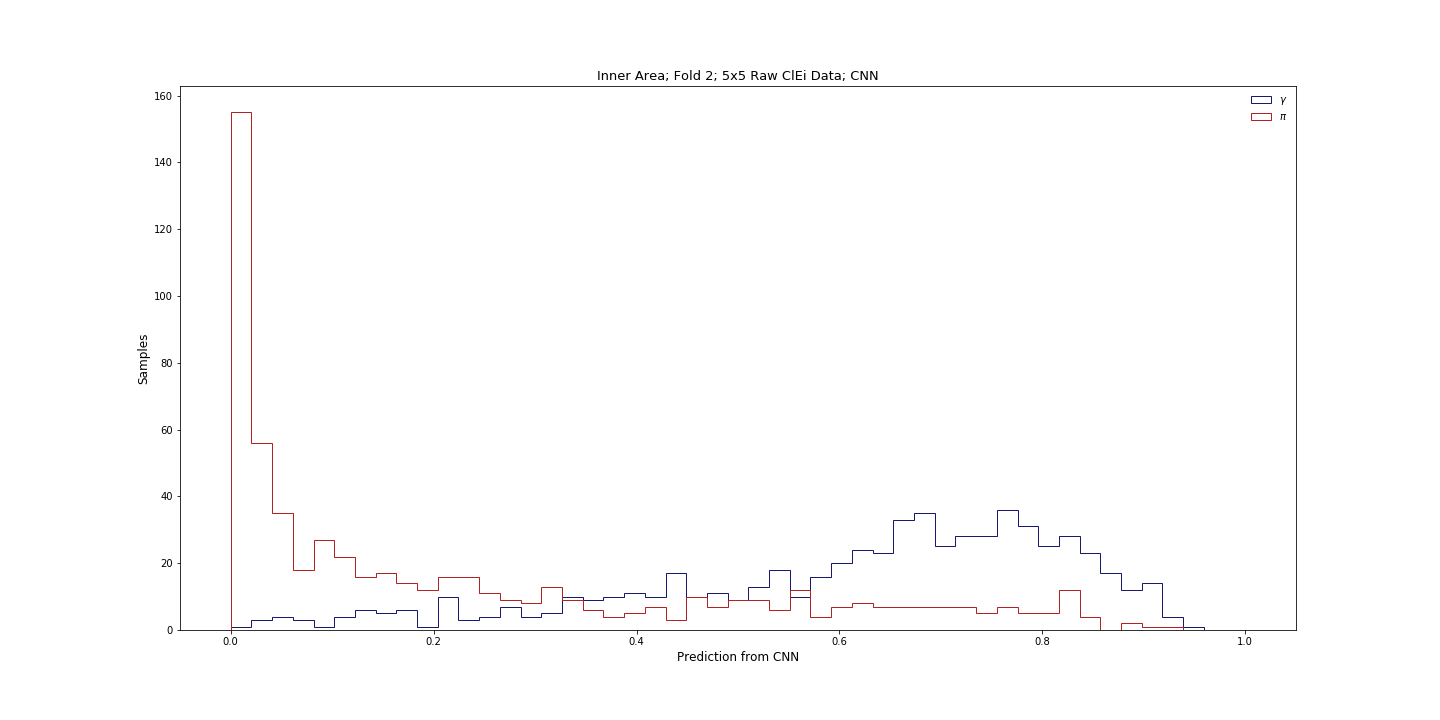 Inner Area; Fold 2; 5x5 Raw ClEi Data; CNN
γ
π
160
140
120
100
80
60
40
20
0
Samples
0.0 0.2 0.4 0.6 0.8 1.0
Prediction from CNN